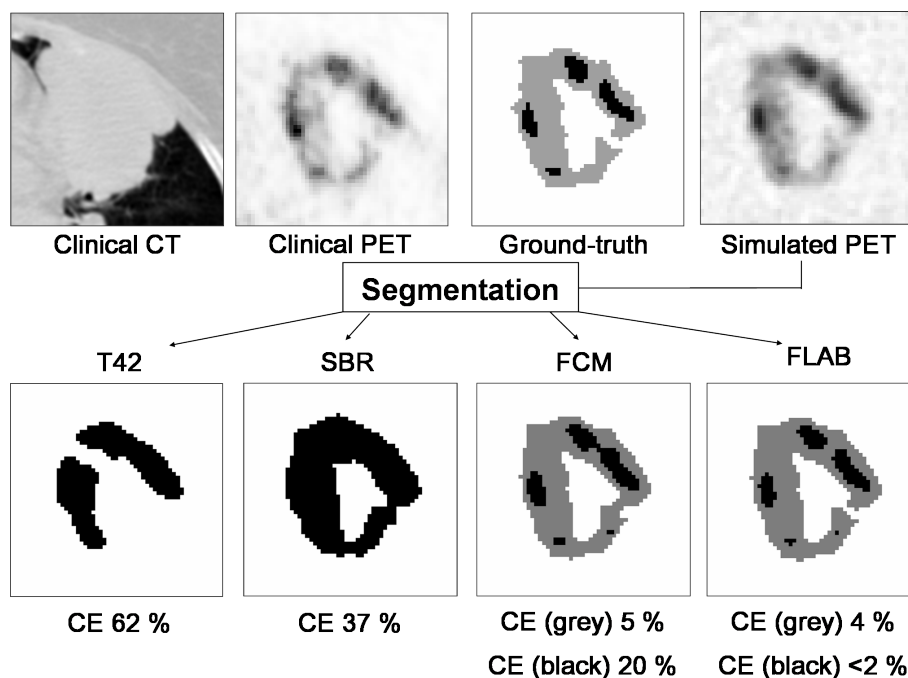 Clinical CT
Clinical PET
Ground-truth
Simulated PET
Segmentation
T42
SBR
FCM
FLAB
CE 62 %
CE 37 %
CE (grey) 5 %
CE (black) 20 %
CE (grey) 4 %
CE (black) <2 %